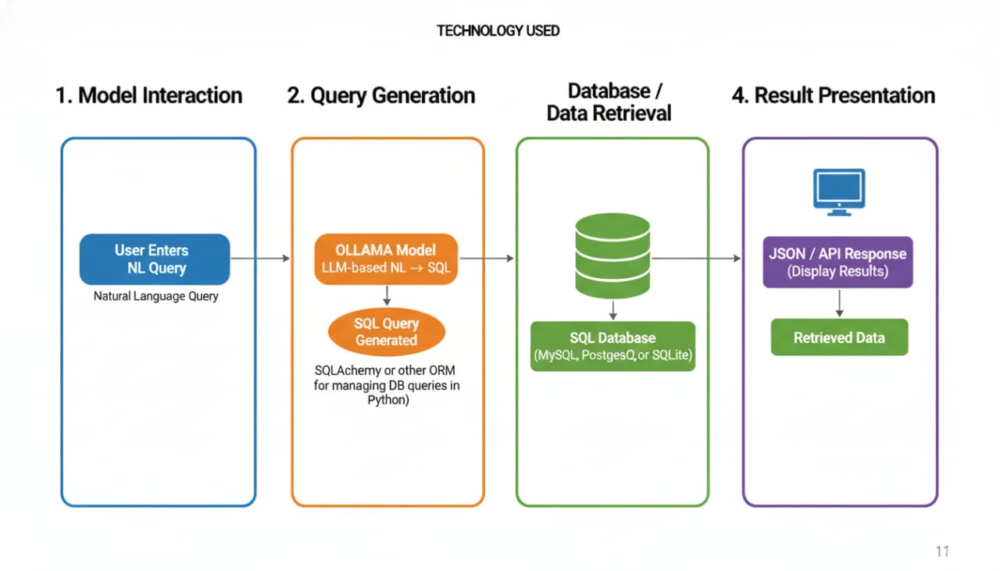 TECHNOLOGY USED
1. Model Interaction
User Enters
NL Query
Natural Language Query
2. Query Generation
OLLAMA Model
LLM-based NL → SQL
SQL Query
Generated
SQLAchemy or other ORM
for managing DB queries in
Python)
Database /
Data Retrieval
SQL Database
(MySQL, PostgesQ, or SQLite)
4. Result Presentation
JSON / API Response
(Display Results)
Retrieved Data
11